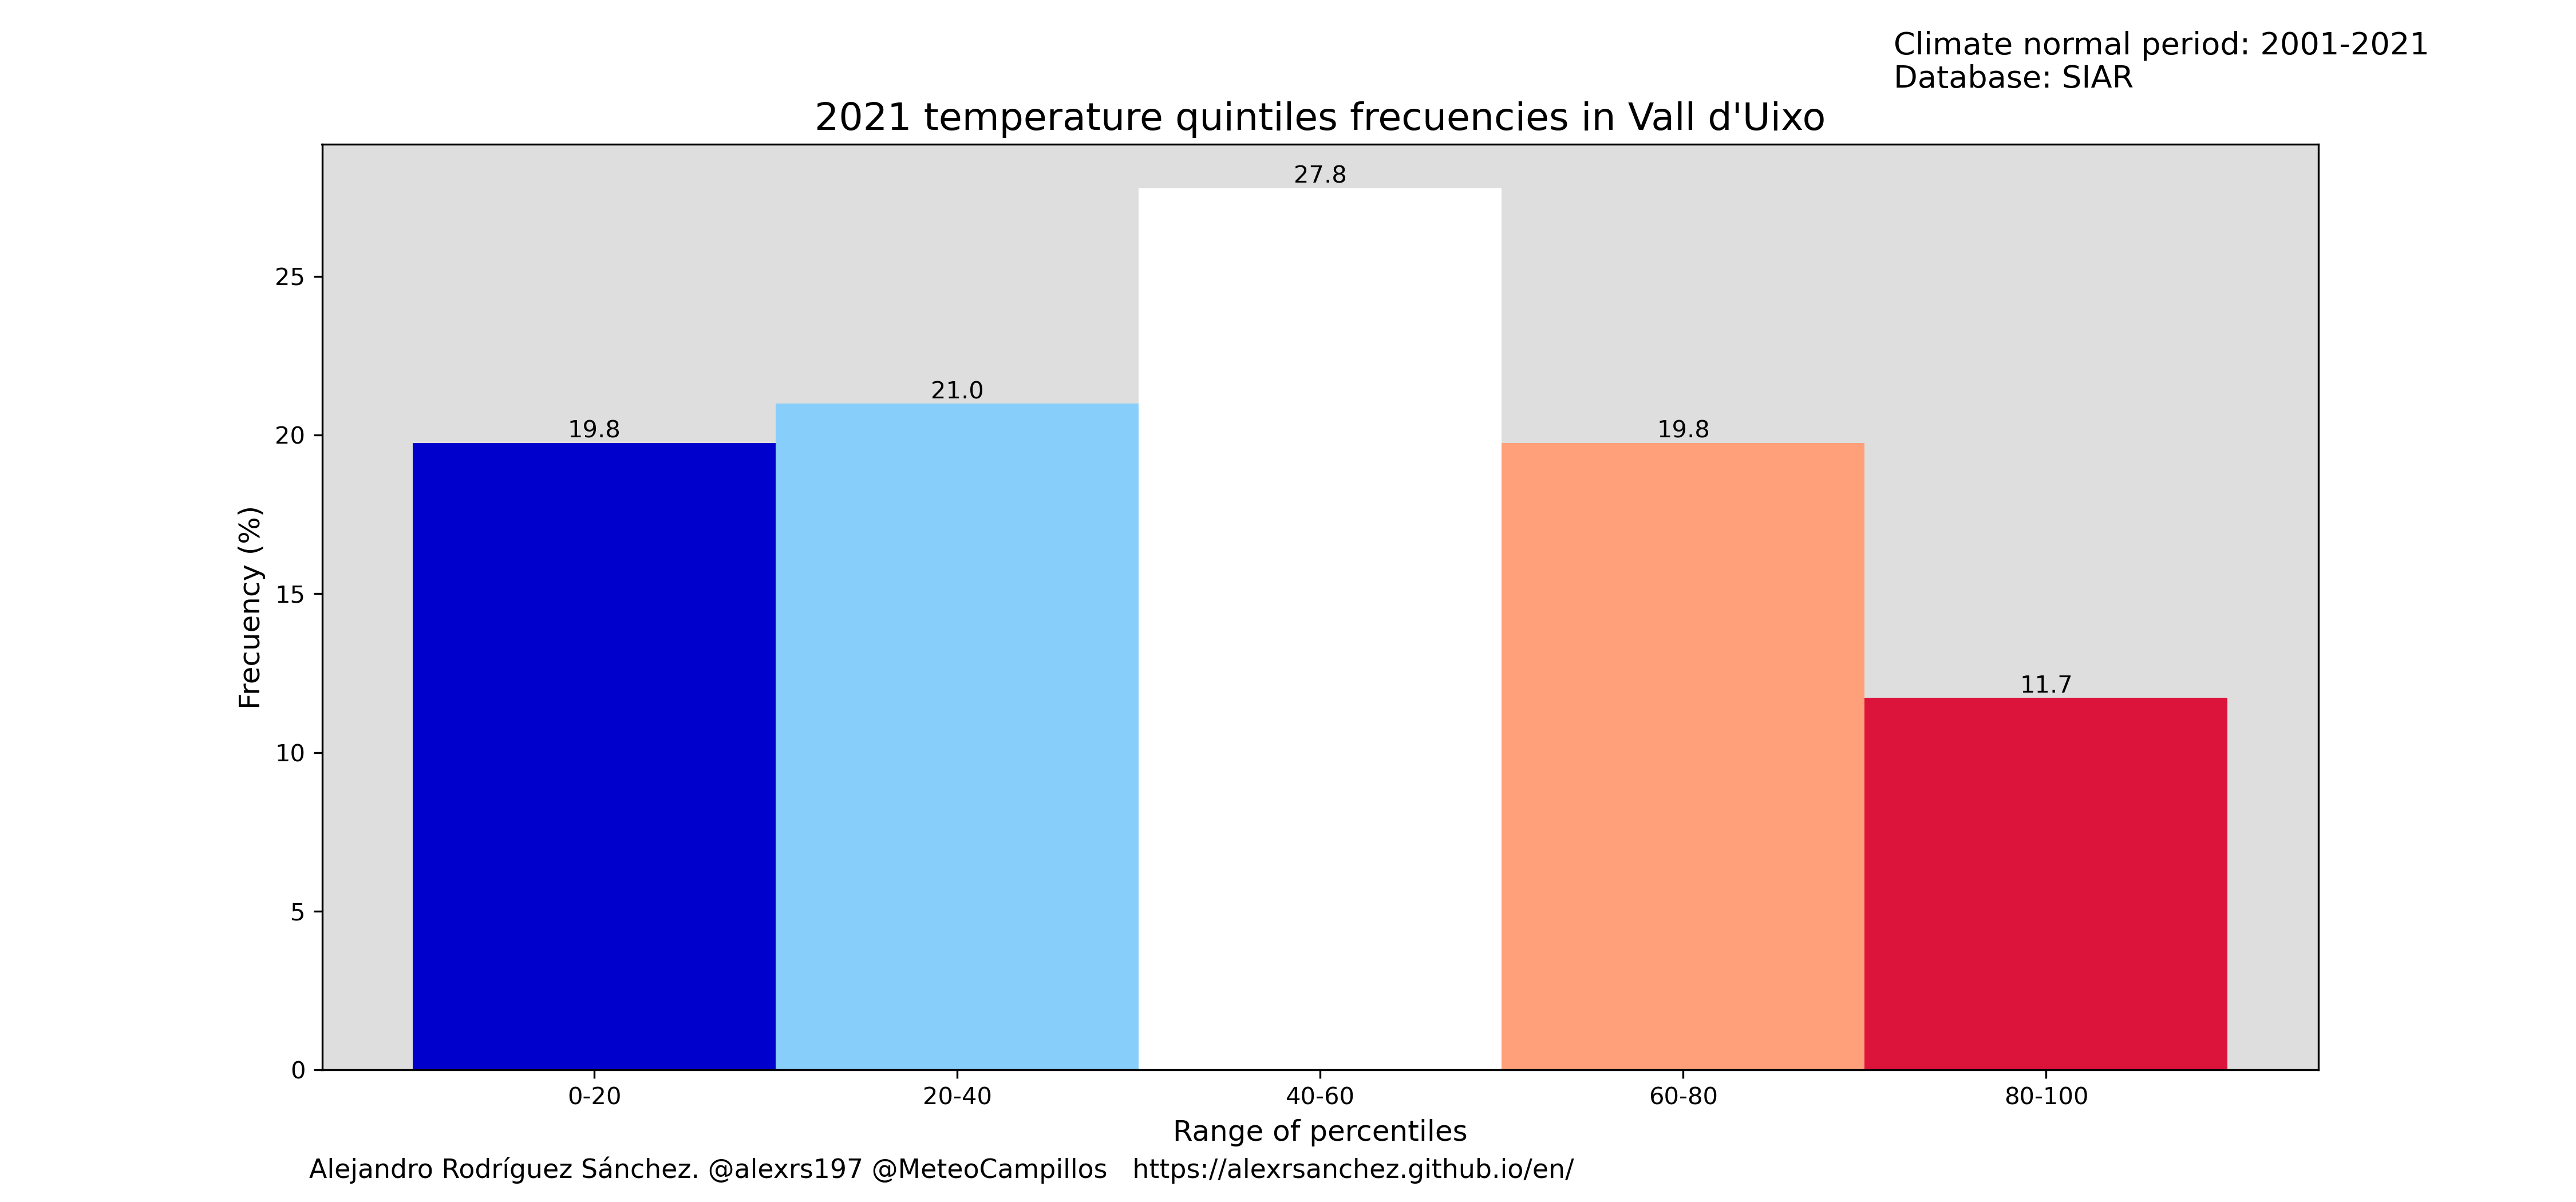 Climate normal period: 2001-2021
Database: SIAR
2021 temperature quintiles frecuencies in Vall d'Uixo
27.8
25
21.0
20
19.8
19.8
Frecuency (%)
15
11.7
10
5
0
0-20
20-40
40-60
60-80
80-100
Range of percentiles
Alejandro Rodríguez Sánchez. @alexrs197 @MeteoCampillos https://alexrsanchez.github.io/en/